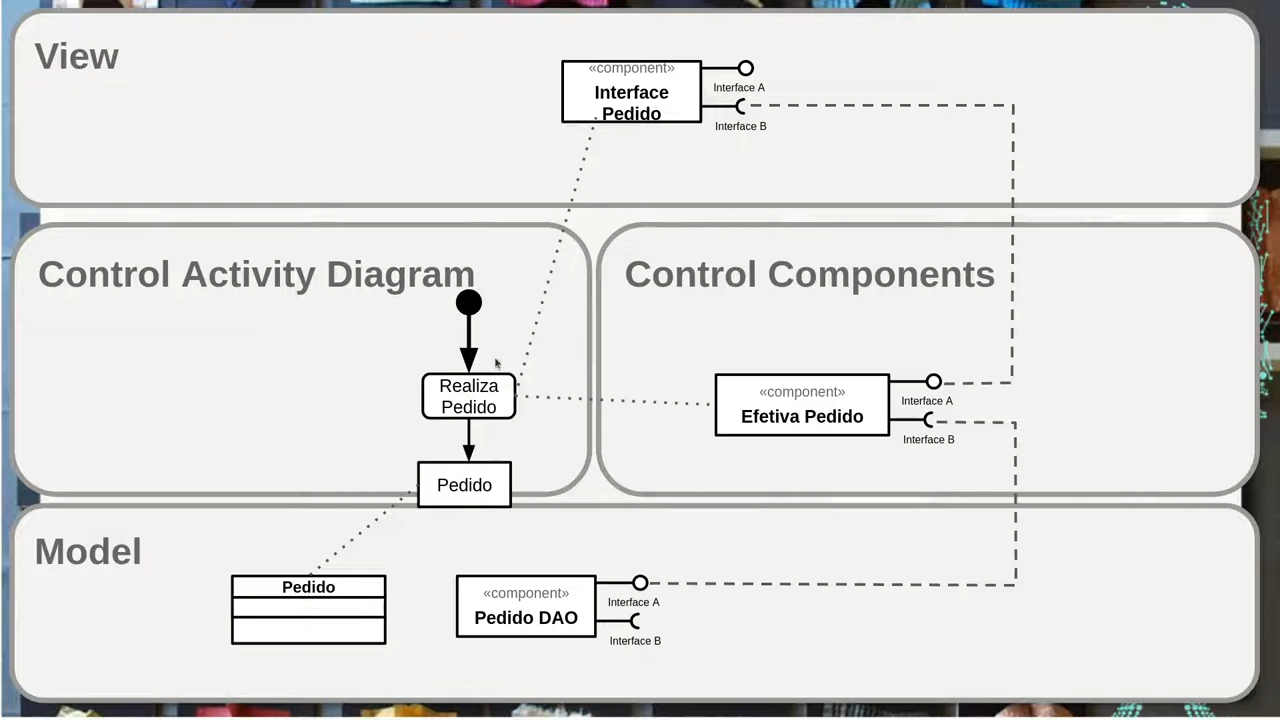 View
«component»
Interface
Pedido
Interface A
Interface B
Control Activity Diagram
Realiza
Pedido
Pedido
Control Components
«component»
Efetiva Pedido
Interface A
Interface B
Model
Pedido
«component»
Pedido DAO
Interface A
Interface B